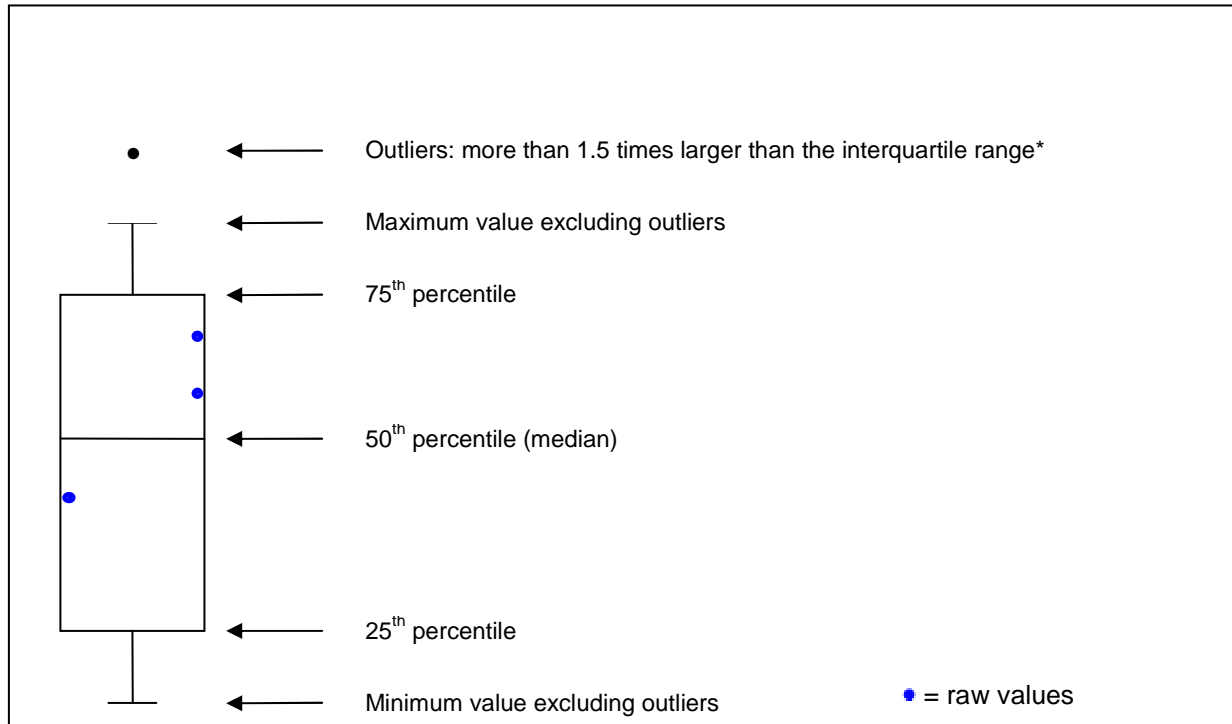 Outliers: more than 1.5 times larger than the interquartile range*
Maximum value excluding outliers
75th percentile
50th percentile (median)
25th percentile
Minimum value excluding outliers
= raw values